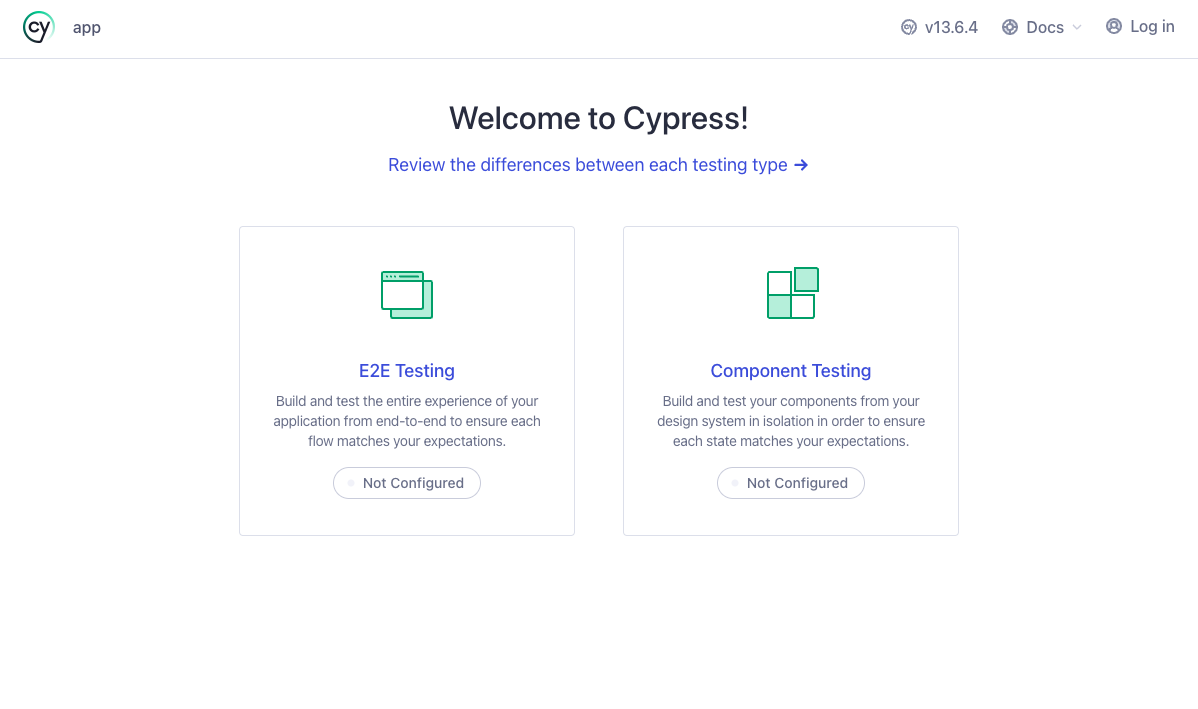 cy app
v13.6.4 Docs Log in
Welcome to Cypress!
Review the differences between each testing type →
E2E Testing
Build and test the entire experience of your
application from end-to-end to ensure each
flow matches your expectations.
Not Configured
Component Testing
Build and test your components from your
design system in isolation in order to ensure
each state matches your expectations.
Not Configured